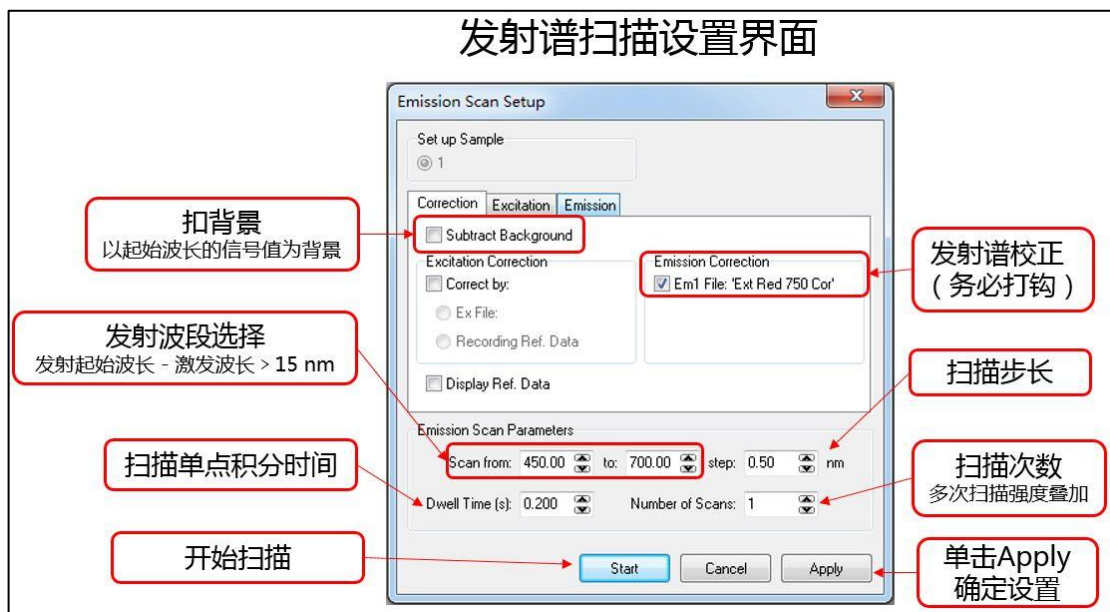 发射谱扫描设置界面
Emission Scan Setup
Set up Sample
1
Correction Excitation Emission
扣背景
以起始波长的信号值为背景
Subtract Background
Excitation Correction
Correct by:
Ex File:
Recording Ref. Data
Emission Correction
Em1 File: 'Ext Red 750 Cor'
发射谱校正
（务必打钩）
发射波段选择
发射起始波长 - 激发波长 > 15 nm
Display Ref. Data
扫描步长
Emission Scan Parameters
Scan from: 450.00 to: 700.00 step: 0.50 nm
扫描单点积分时间
Dwell Time (s): 0.200 Number of Scans: 1
扫描次数
多次扫描强度叠加
开始扫描
Start Cancel Apply
单击Apply
确定设置